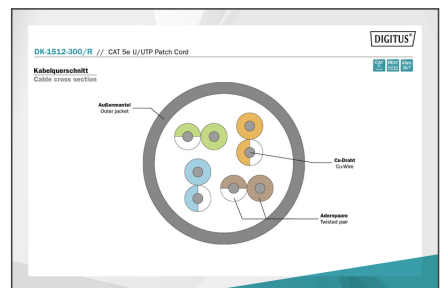 DIGITUS®
DK-1512-300/R // CAT 5e U/UTP Patch Cord
Kabelquerschnitt
Cable cross section
Außenmantel
Outer jacket
Cu-Draht
Cu-Wire
Aderspaare
Twisted pair